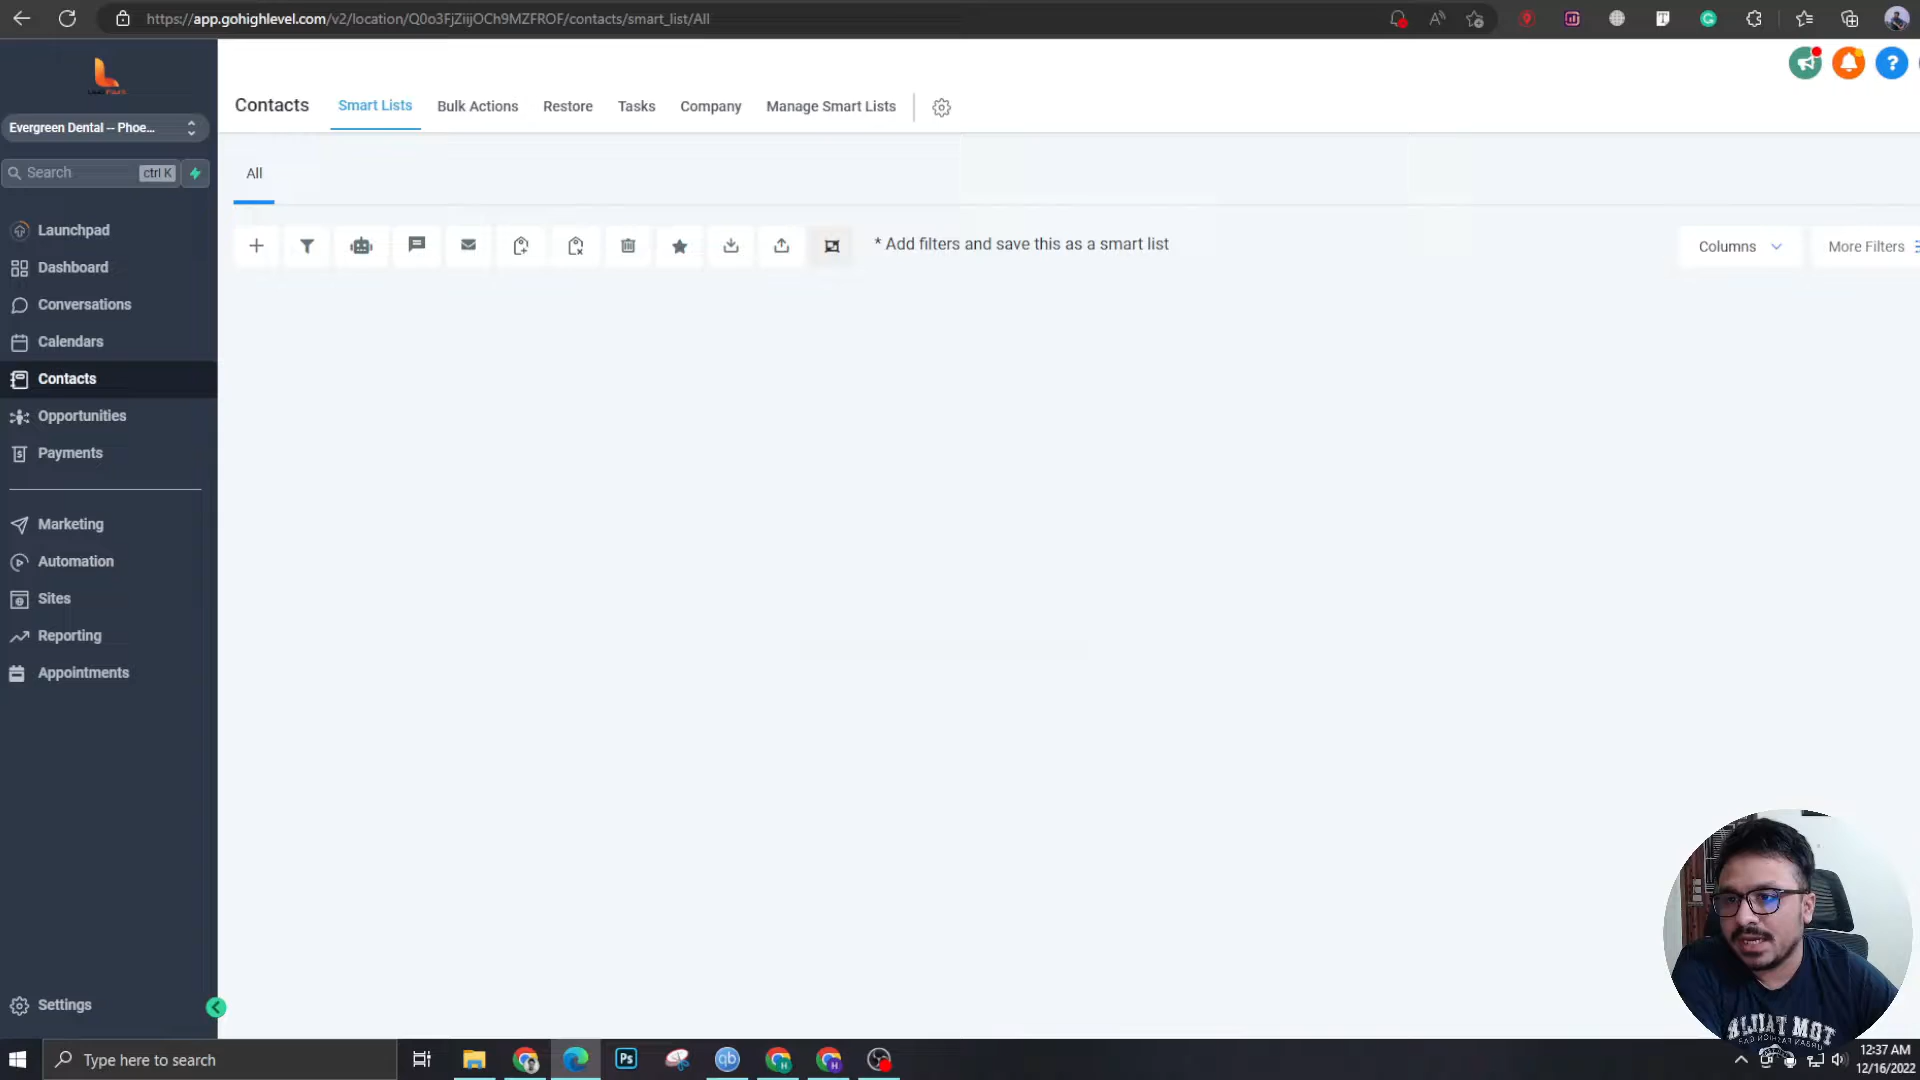 https://app.gohighlevel.com/v2/location/Q0o3FjZiijOCh9MZFROF/contacts/smart_list/All
Contacts
Smart Lists
Bulk Actions
Restore
Tasks
Company
Manage Smart Lists
Evergreen Dental -- Phoe...
Search
ctrl K
All
* Add filters and save this as a smart list
Columns
More Filters
Launchpad
Dashboard
Conversations
Calendars
Contacts
Opportunities
Payments
Marketing
Automation
Sites
Reporting
Appointments
Settings
Type here to search
Ps
qb
12:37 AM
12/16/2022